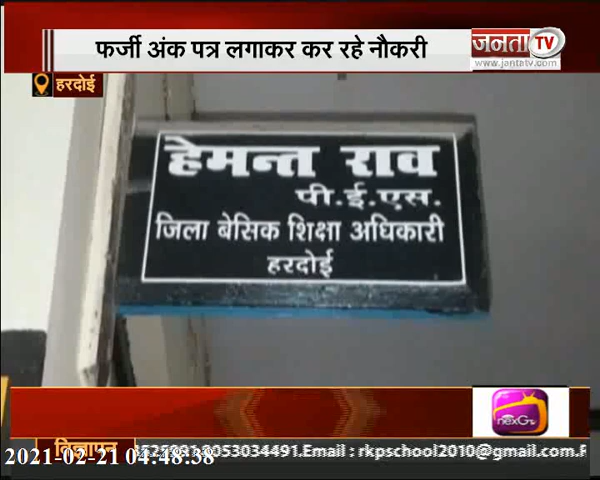 फर्जी अंक पत्र लगाकर कर रहे नौकरी
जनता TV
www.jantatv.com
हरदोई
हेमन्त राव
पी.ई.एस.
जिला बेसिक शिक्षा अधिकारी
हरदोई
nexGTv
विज्ञापन
8053034491.Email : rkpschool2010@gmail.com.F
2021-02-21 04:48:38